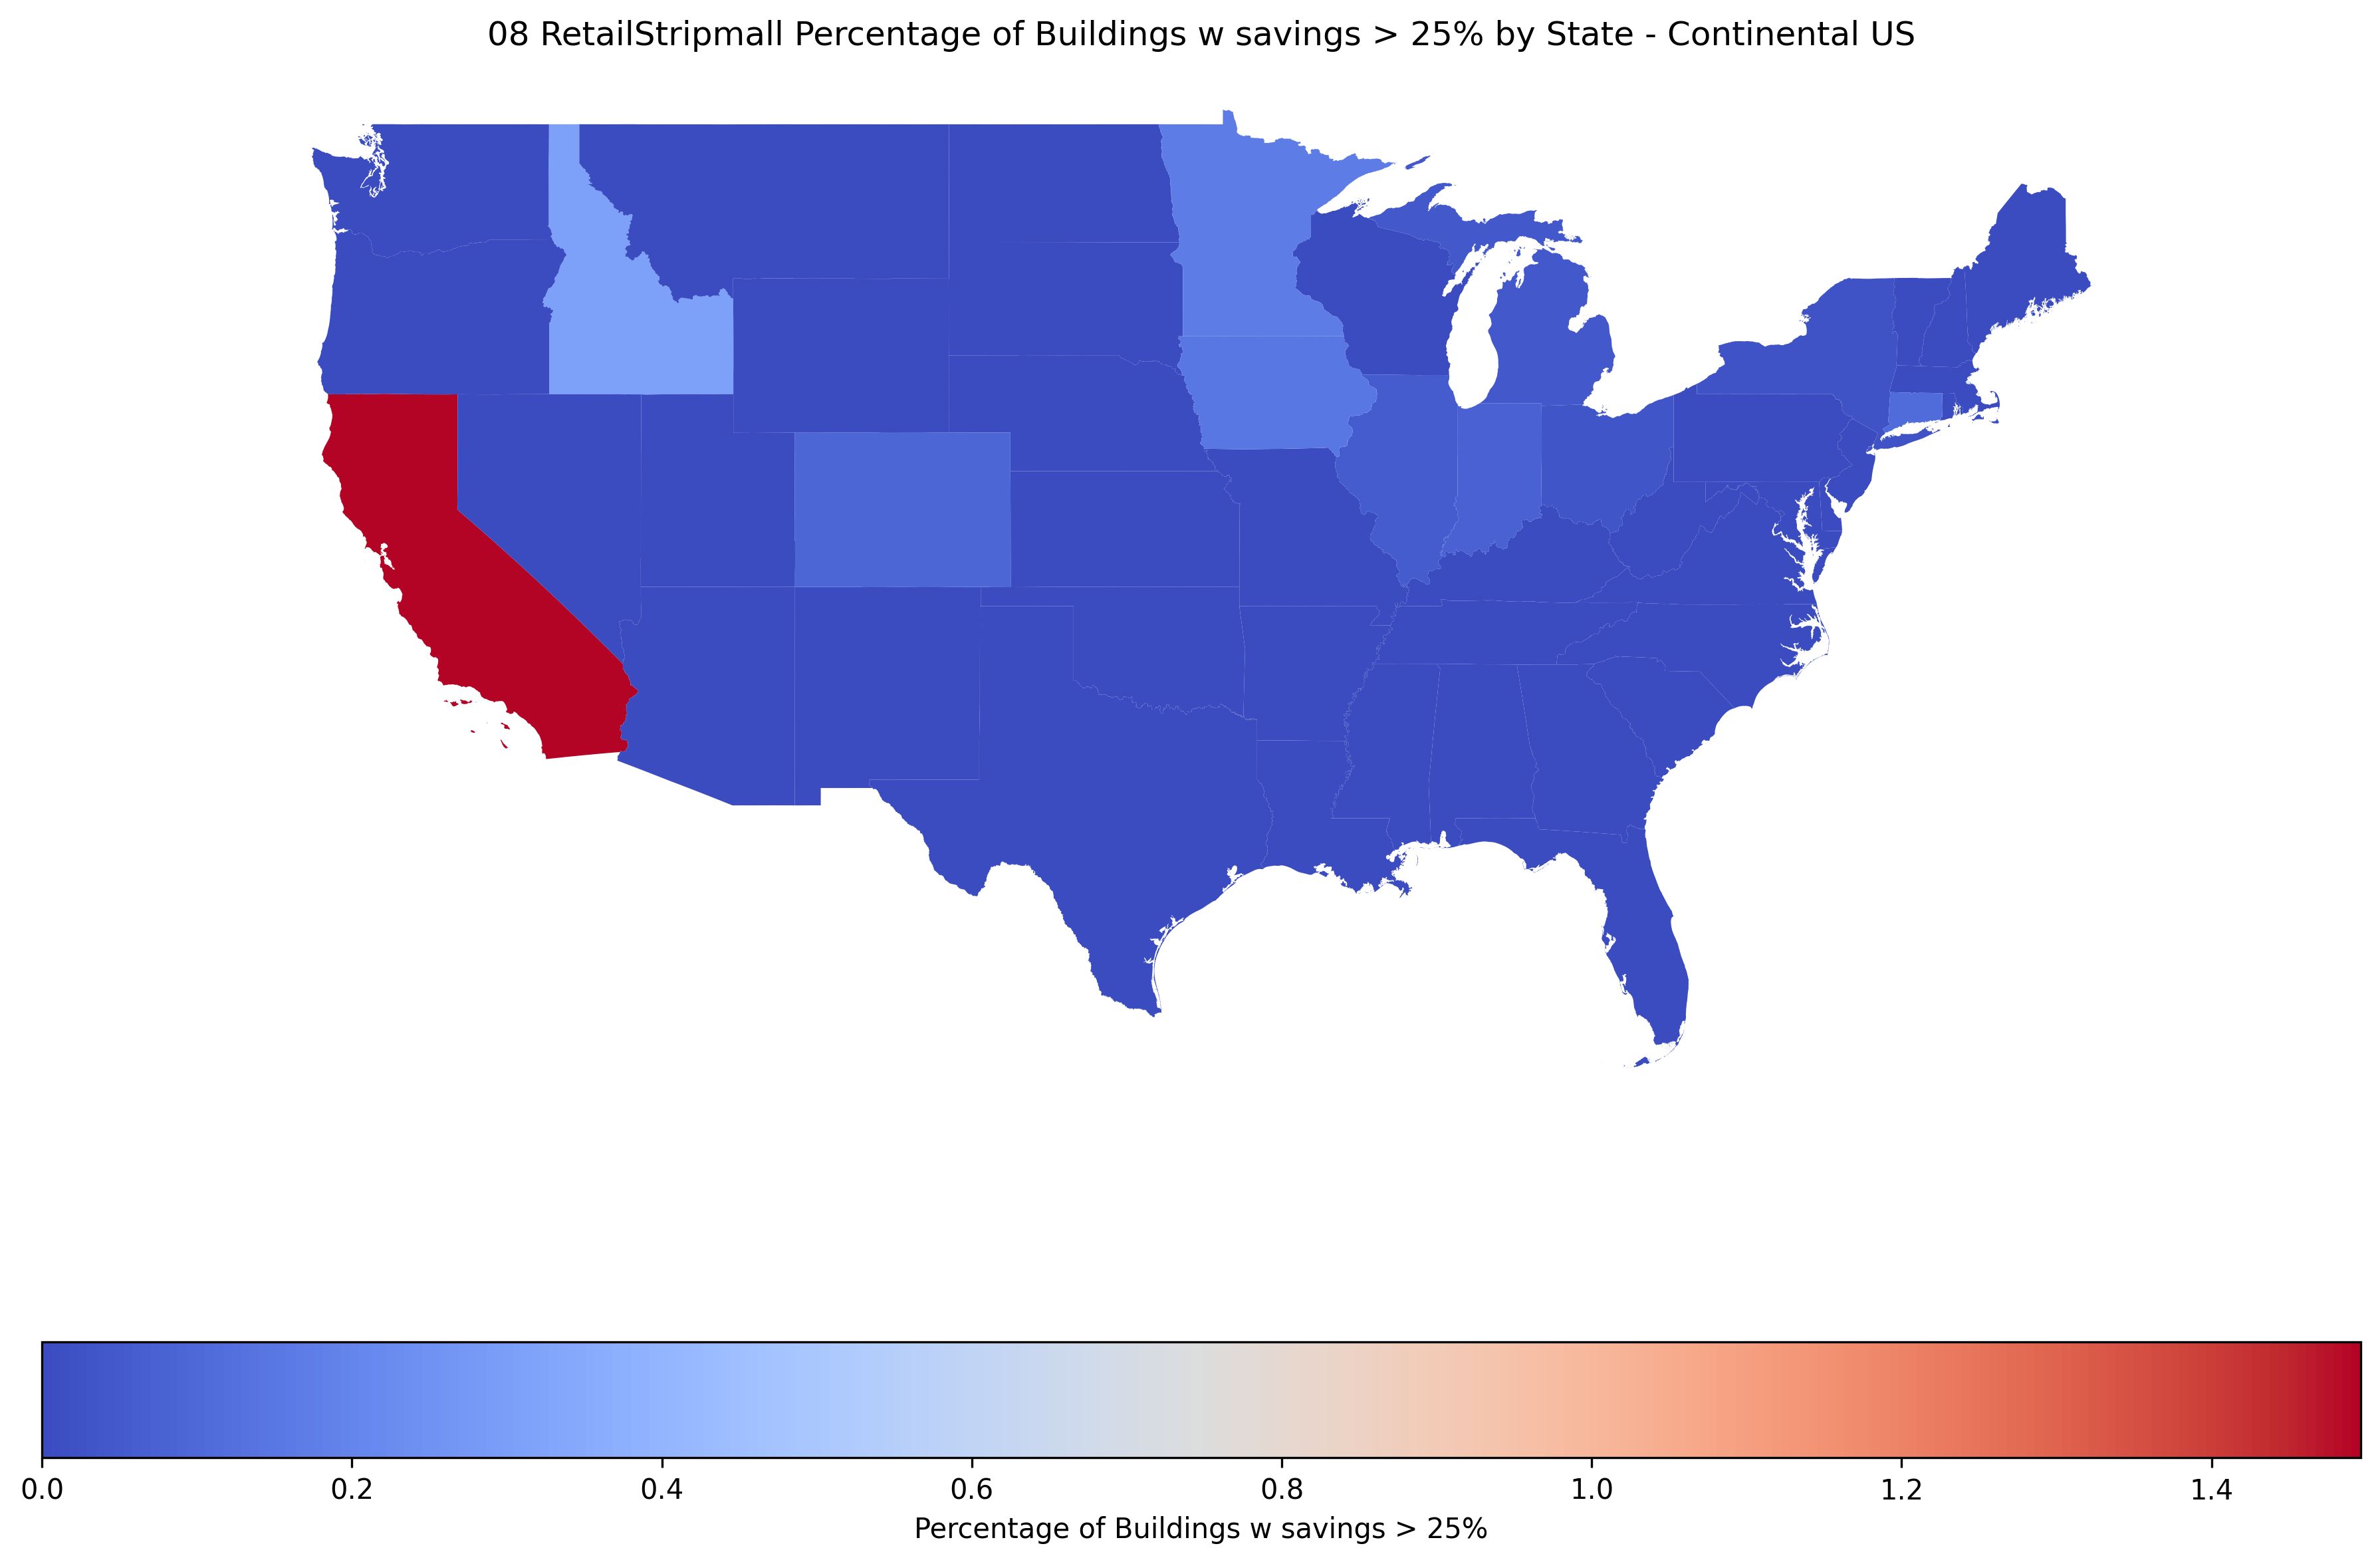 08 RetailStripmall Percentage of Buildings w savings > 25% by State - Continental US
0.0 0.2 0.4 0.6 0.8 1.0 1.2 1.4
Percentage of Buildings w savings > 25%